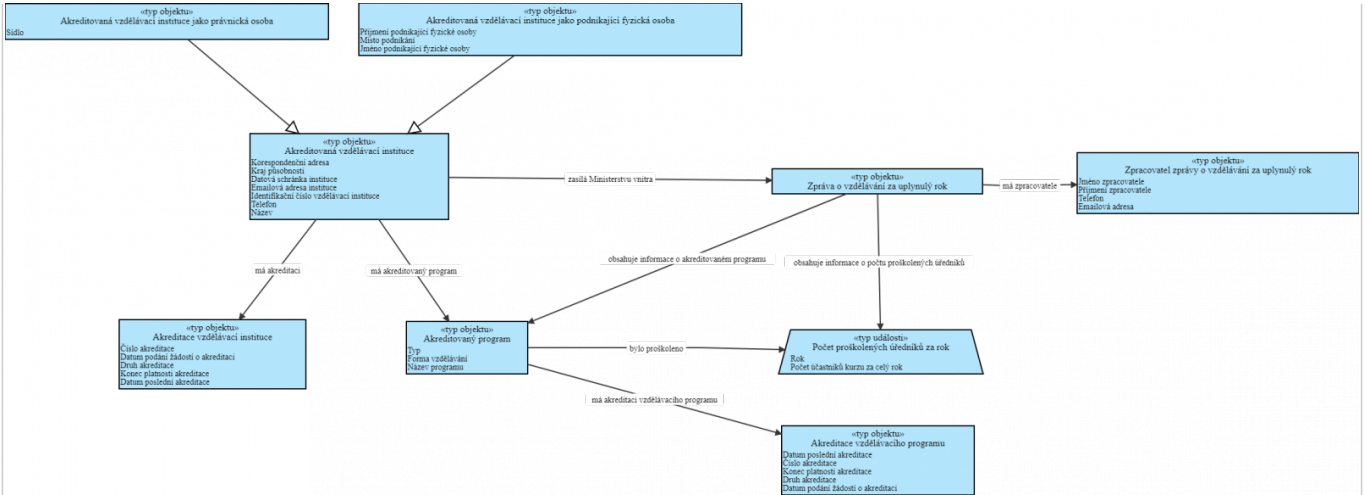 «typ objektu»
Akreditovaná vzdělávací instituce jako právnická osoba
Sídlo
«typ objektu»
Akreditovaná vzdělávací instituce jako podnikající fyzická osoba
Příjmení podnikající fyzické osoby
Místo podnikání
Jméno podnikající fyzické osoby
«typ objektu»
Akreditovaná vzdělávací instituce
Korespondenční adresa
Kraj působnosti
Datová schránka instituce
Emailová adresa instituce
Identifikační číslo vzdělávací instituce
Telefon
Název
zasílá Ministerstvu vnitra
«typ objektu»
Zpráva o vzdělávání za uplynulý rok
má zpracovatele
«typ objektu»
Zpracovatel zprávy o vzdělávání za uplynulý rok
Jméno zpracovatele
Příjmení zpracovatele
Telefon
Emailová adresa
má akreditaci
má akreditovaný program
obsahuje informace o akreditovaném programu
obsahuje informace o počtu proškolených úředníků
«typ objektu»
Akreditace vzdělávací instituce
Číslo akreditace
Datum podání žádosti o akreditaci
Druh akreditace
Konec platnosti akreditace
Datum poslední akreditace
«typ objektu»
Akreditovaný program
Typ
Forma vzdělávání
Název programu
bylo proškoleno
«typ události»
Počet proškolených úředníků za rok
Rok
Počet účastníků kurzu za celý rok
má akreditaci vzdělávacího programu
«typ objektu»
Akreditace vzdělávacího programu
Datum poslední akreditace
Číslo akreditace
Konec platnosti akreditace
Druh akreditace
Datum podání žádosti o akreditaci